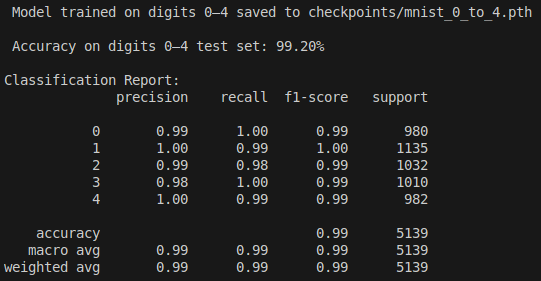 Model trained on digits 0–4 saved to checkpoints/mnist_0_to_4.pth
Accuracy on digits 0–4 test set: 99.20%
Classification Report:
precision recall f1-score support
0 0.99 1.00 0.99 980
1 1.00 0.99 1.00 1135
2 0.99 0.98 0.99 1032
3 0.98 1.00 0.99 1010
4 1.00 0.99 0.99 982
accuracy 0.99 5139
macro avg 0.99 0.99 0.99 5139
weighted avg 0.99 0.99 0.99 5139